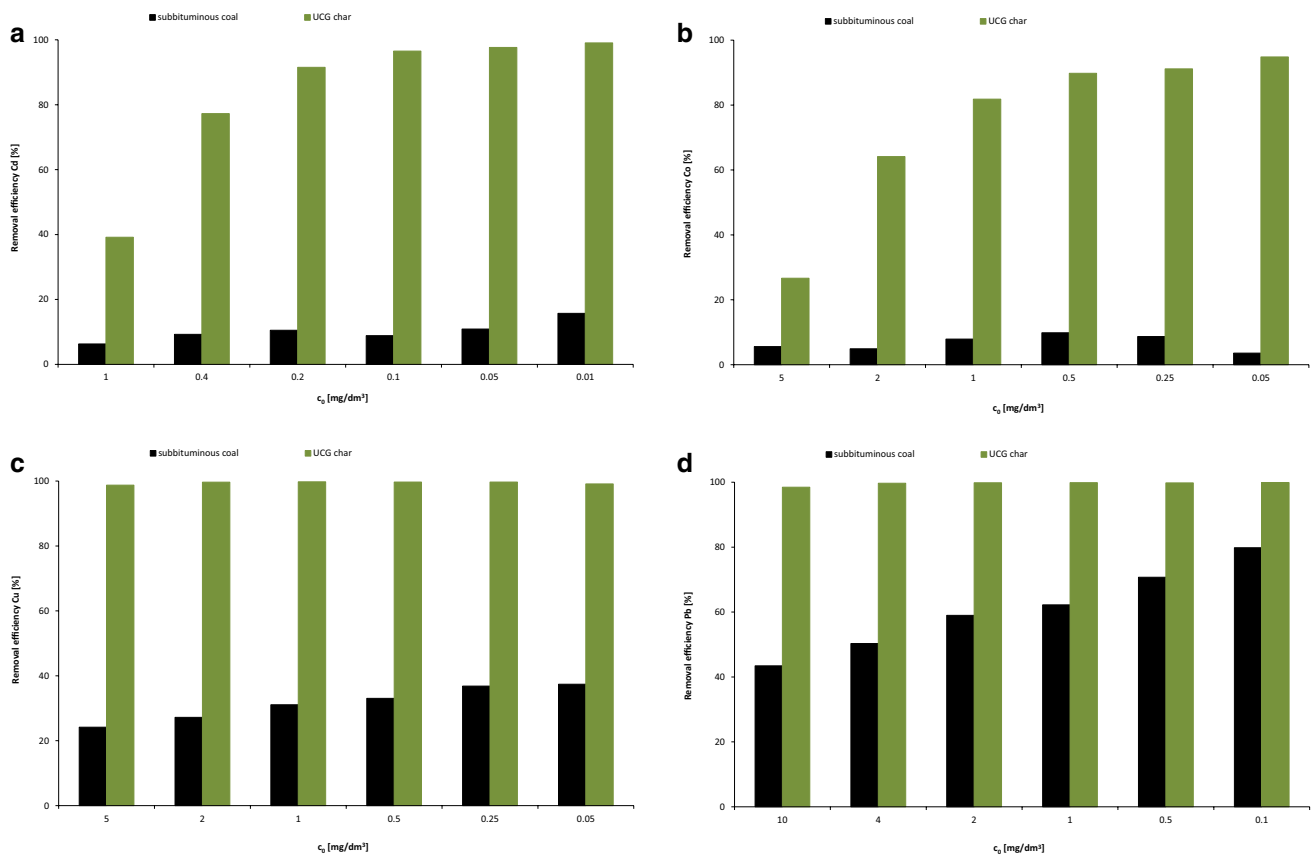 a
■ subbituminous coal ■ UCG char
Removal efficiency Cd [%]
100
80
60
40
20
0
1 0.4 0.2 0.1 0.05 0.01
c₀ [mg/dm³]
b
■ subbituminous coal ■ UCG char
Removal efficiency Co [%]
100
80
60
40
20
0
5 2 1 0.5 0.25 0.05
c₀ [mg/dm³]
c
■ subbituminous coal ■ UCG char
Removal efficiency Cu [%]
100
80
60
40
20
0
5 2 1 0.5 0.25 0.05
c₀ [mg/dm³]
d
■ subbituminous coal ■ UCG char
Removal efficiency Pb [%]
100
80
60
40
20
0
10 4 2 1 0.5 0.1
c₀ [mg/dm³]